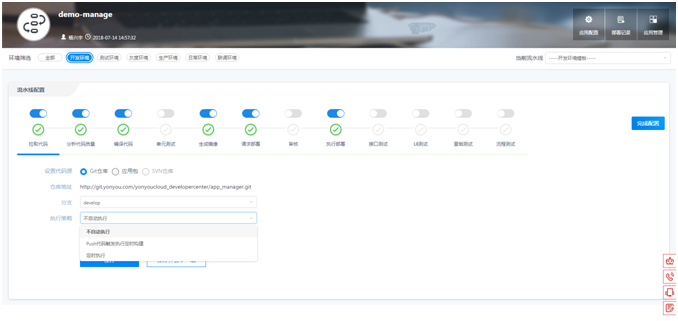 demo-manage
杨兴宇 2018-07-14 14:57:32
应用配置 部署记录 应用管理
环境筛选 全部 开发环境 测试环境 灰度环境 生产环境 日常环境 联调环境 当前流水线 -----开发环境模板-----
流水线配置
拉取代码 分析代码质量 编译代码 单元测试 生成镜像 请求部署 审核 执行部署 接口测试 UI测试 冒烟测试 流程测试
完成配置
设置代码源 Git仓库 应用包 SVN仓库
仓库地址 http://git.yonyou.com/yonyoucloud_developercenter/app_manager.git
分支 develop
执行策略 不自动执行
不自动执行
Push代码触发执行定时构建
定时执行